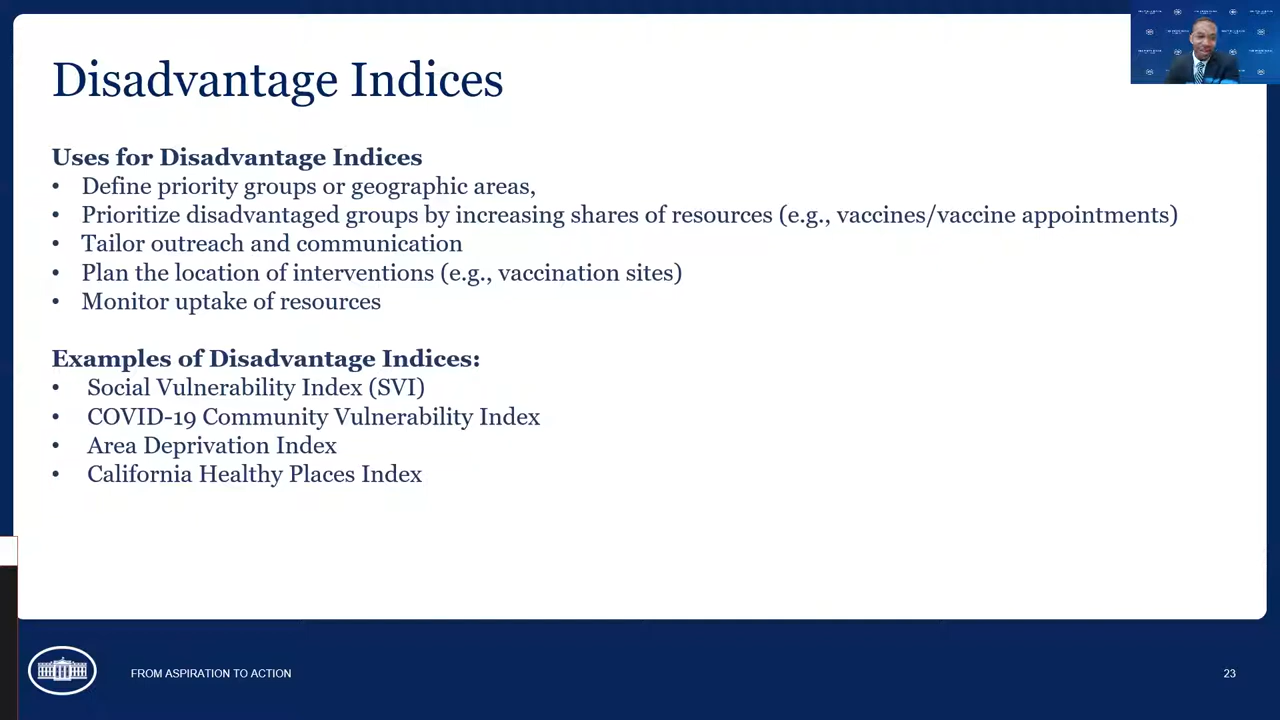 Disadvantage Indices
Uses for Disadvantage Indices
• Define priority groups or geographic areas,
• Prioritize disadvantaged groups by increasing shares of resources (e.g., vaccines/vaccine appointments)
• Tailor outreach and communication
• Plan the location of interventions (e.g., vaccination sites)
• Monitor uptake of resources
Examples of Disadvantage Indices:
• Social Vulnerability Index (SVI)
• COVID-19 Community Vulnerability Index
• Area Deprivation Index
• California Healthy Places Index
FROM ASPIRATION TO ACTION
23